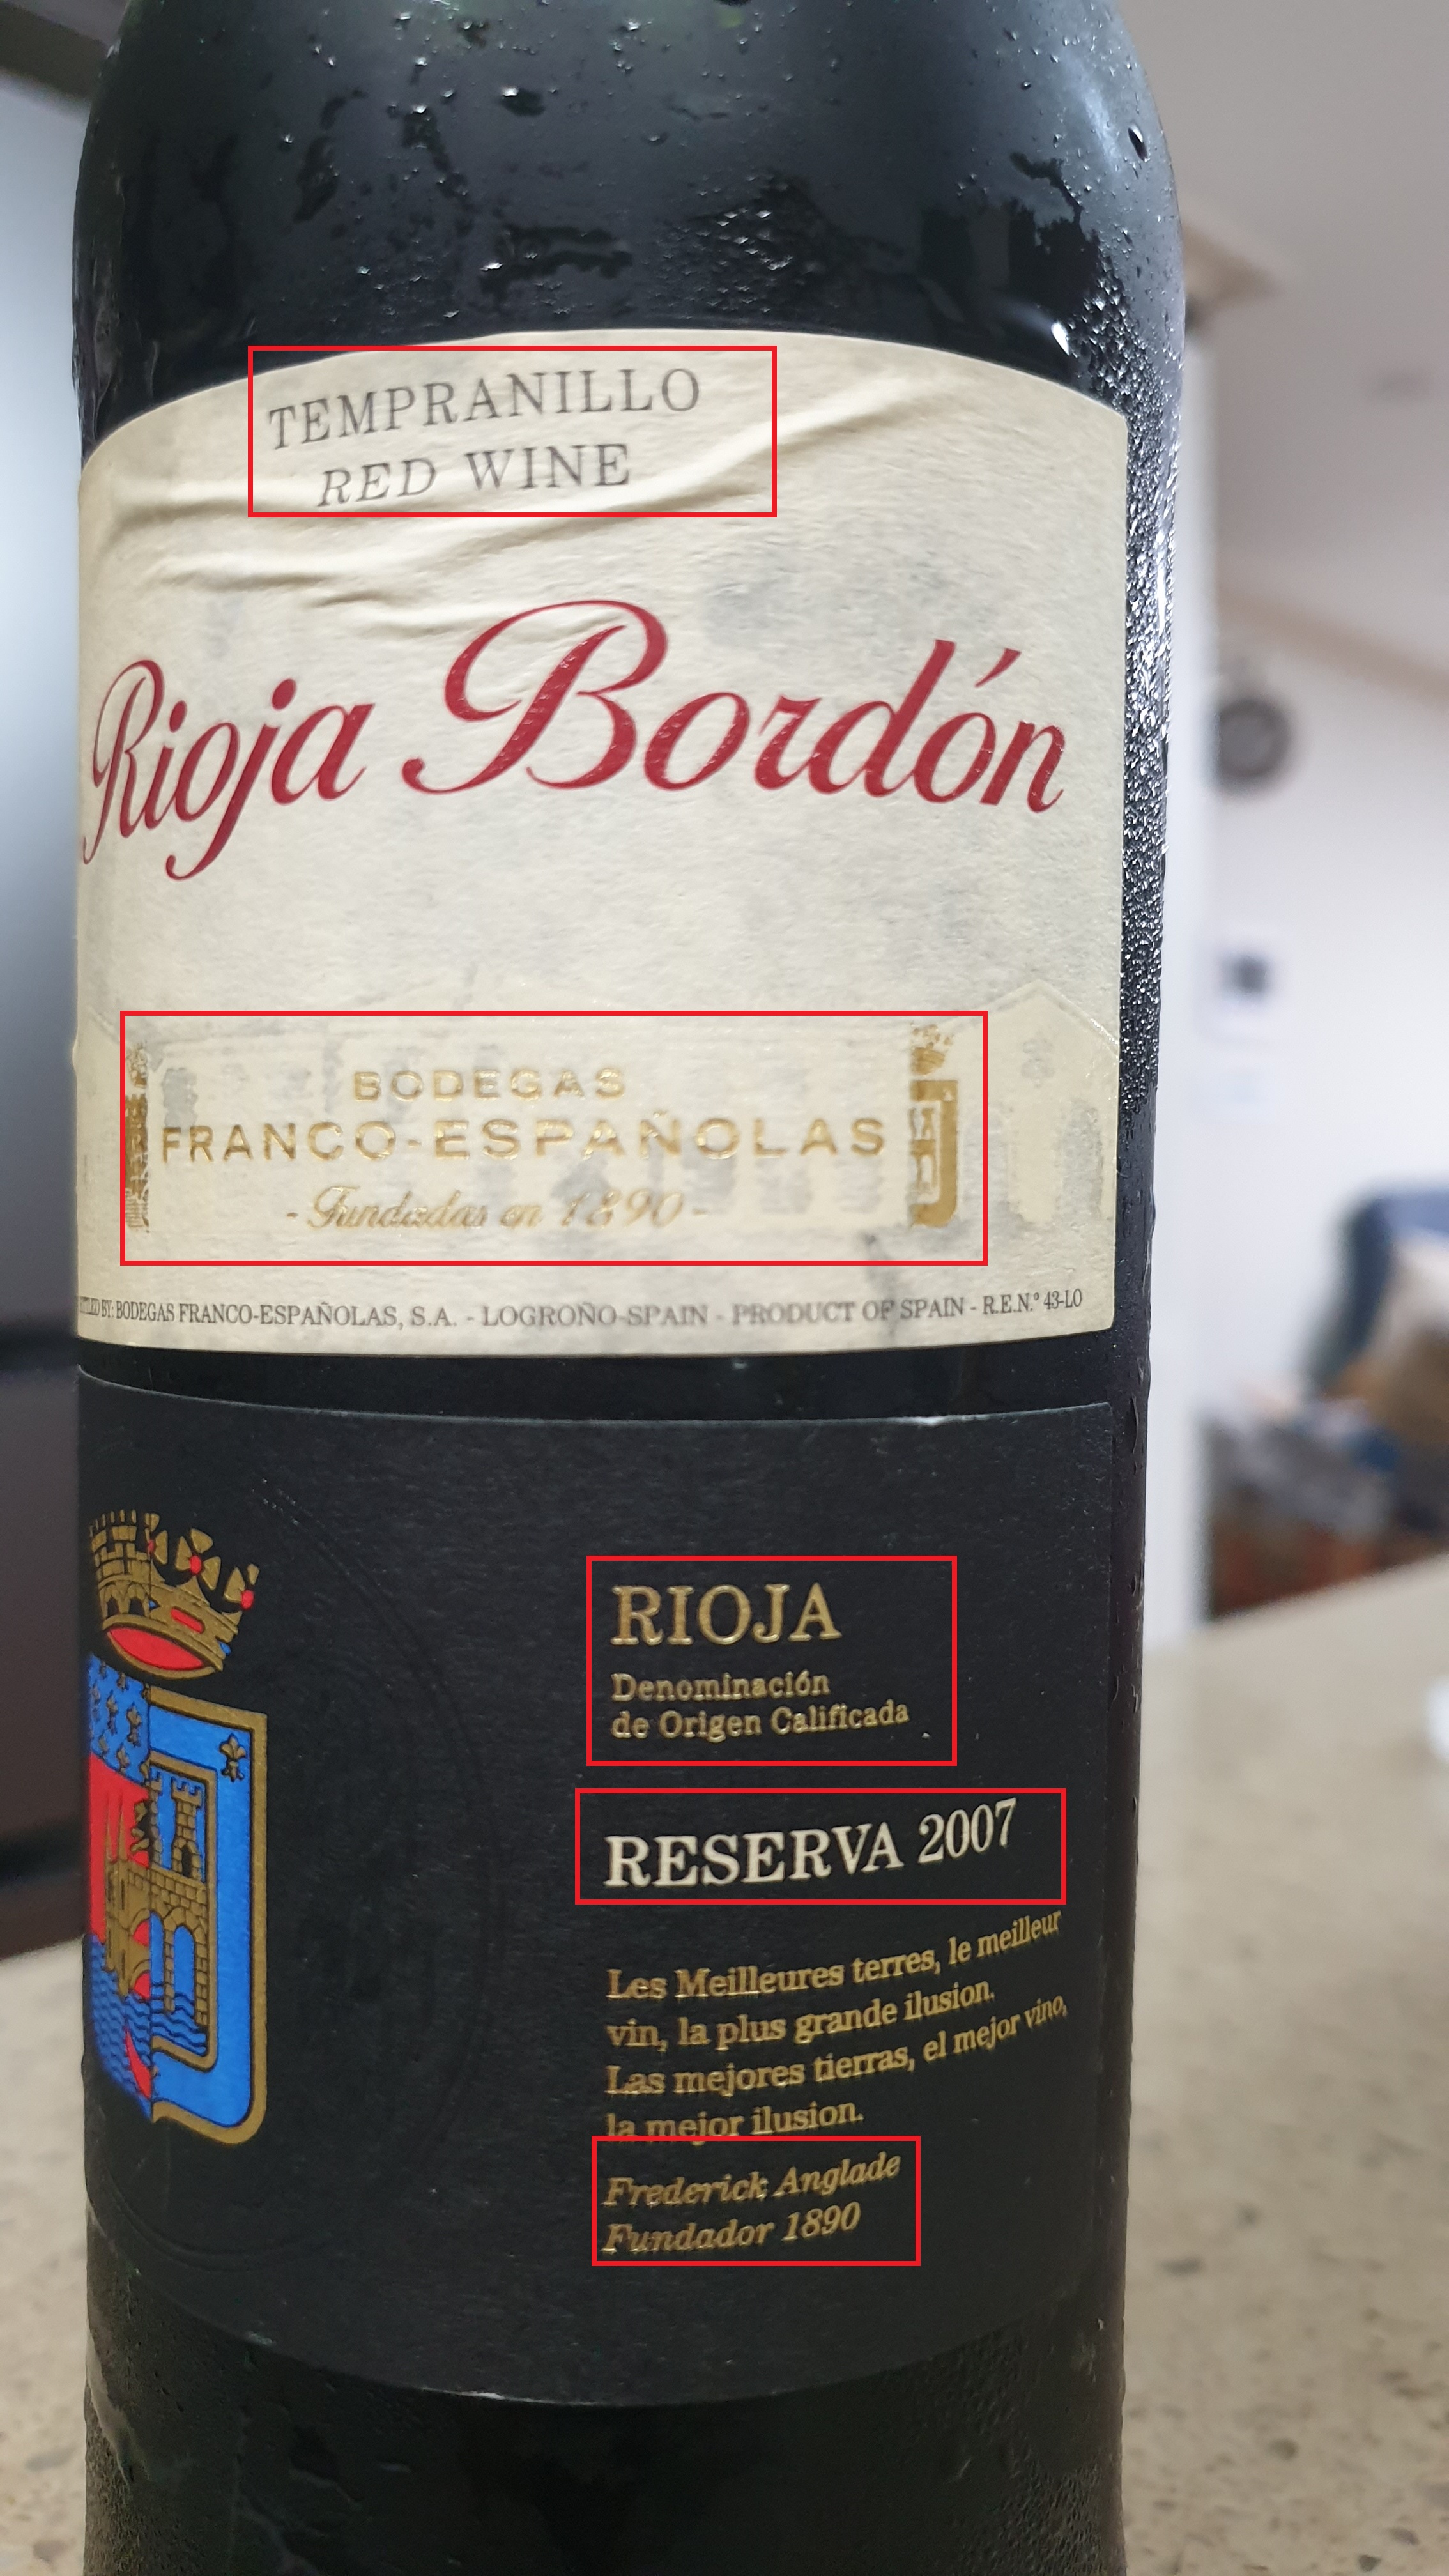 TEMPRANILLO
RED WINE
Rioja Bordón
BODEGAS
FRANCO-ESPAÑOLAS
- Fundadas en 1890 -
BY: BODEGAS FRANCO-ESPAÑOLAS, S.A. - LOGROÑO-SPAIN - PRODUCT OF SPAIN - R.E.N.º 43-LO
RIOJA
Denominación
de Origen Calificada
RESERVA 2007
Les Meilleures terres, le meilleur
vin, la plus grande ilusion.
Las mejores tierras, el mejor vino,
la mejor ilusion.
Frederick Anglade
Fundador 1890